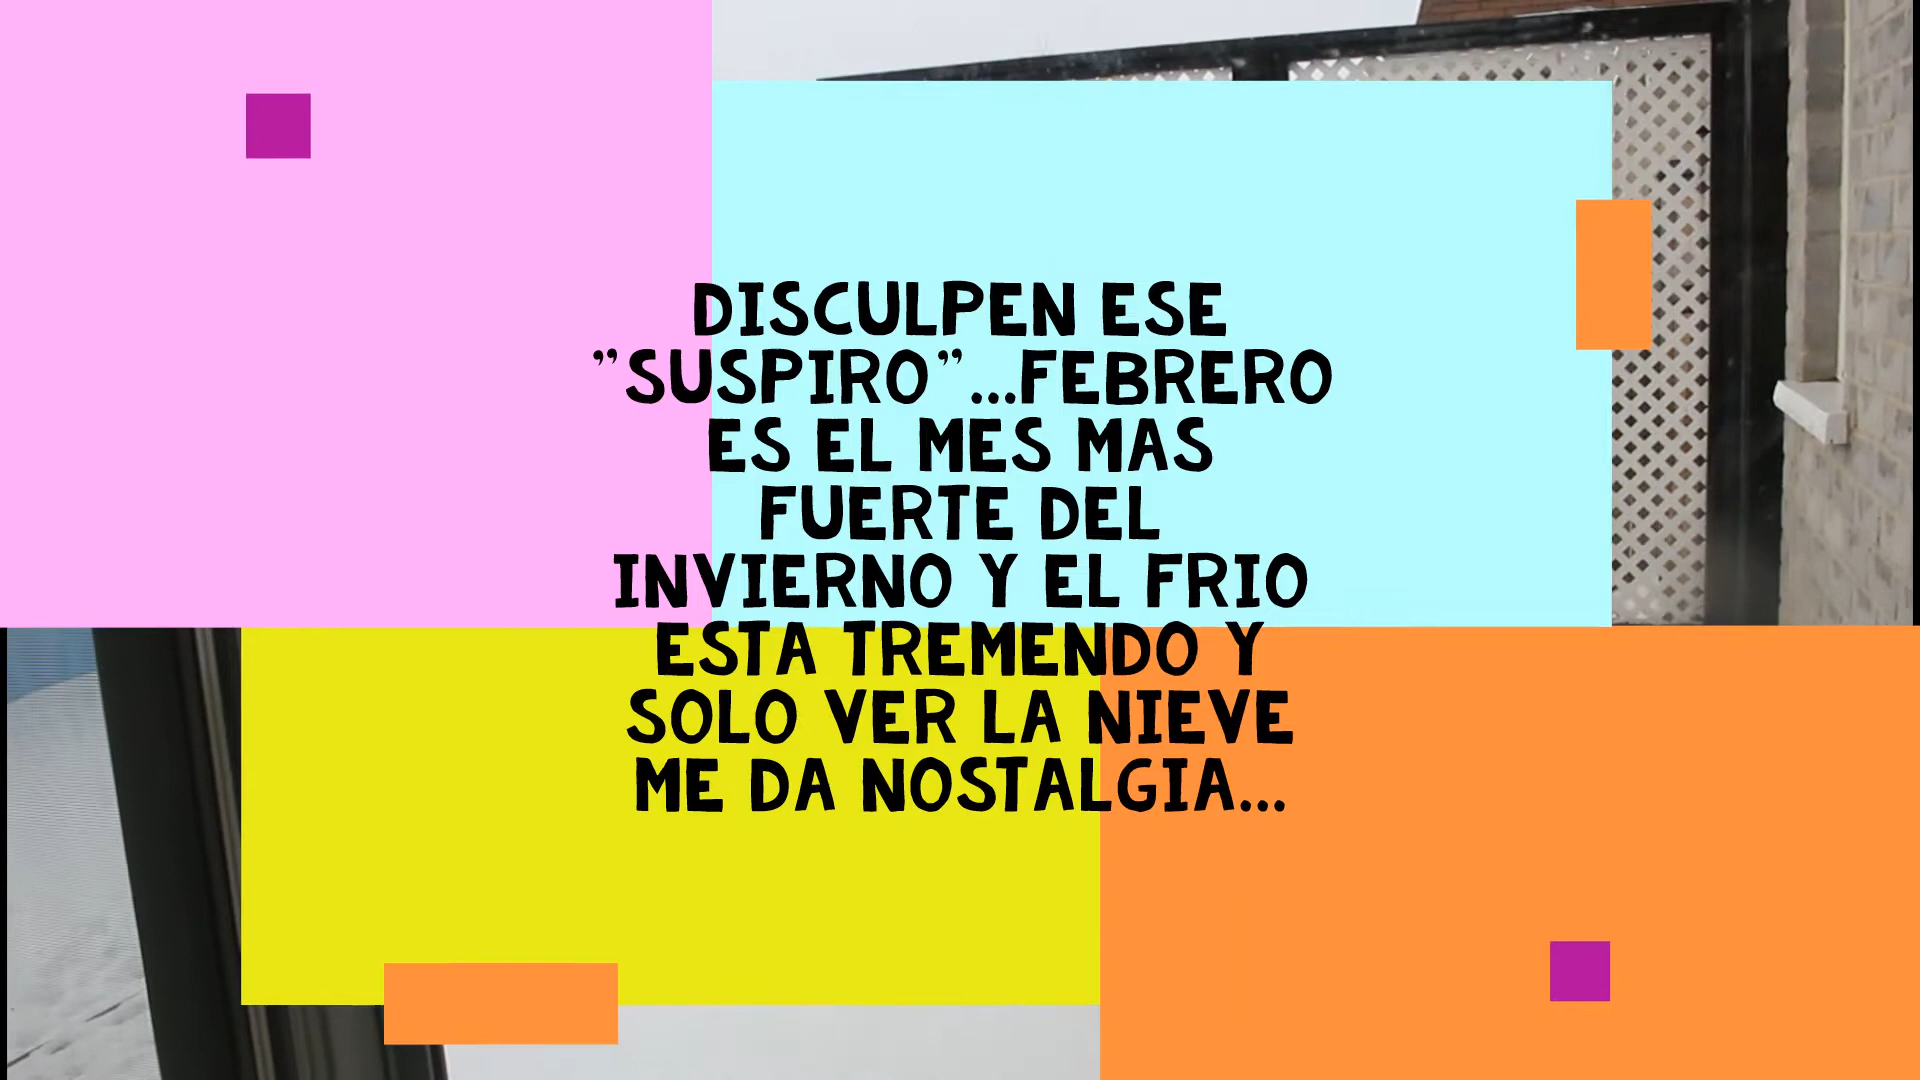 DISCULPEN ESE
”SUSPIRO”...FEBRERO
ES EL MES MAS
FUERTE DEL
INVIERNO Y EL FRIO
ESTA TREMENDO Y
SOLO VER LA NIEVE
ME DA NOSTALGIA...